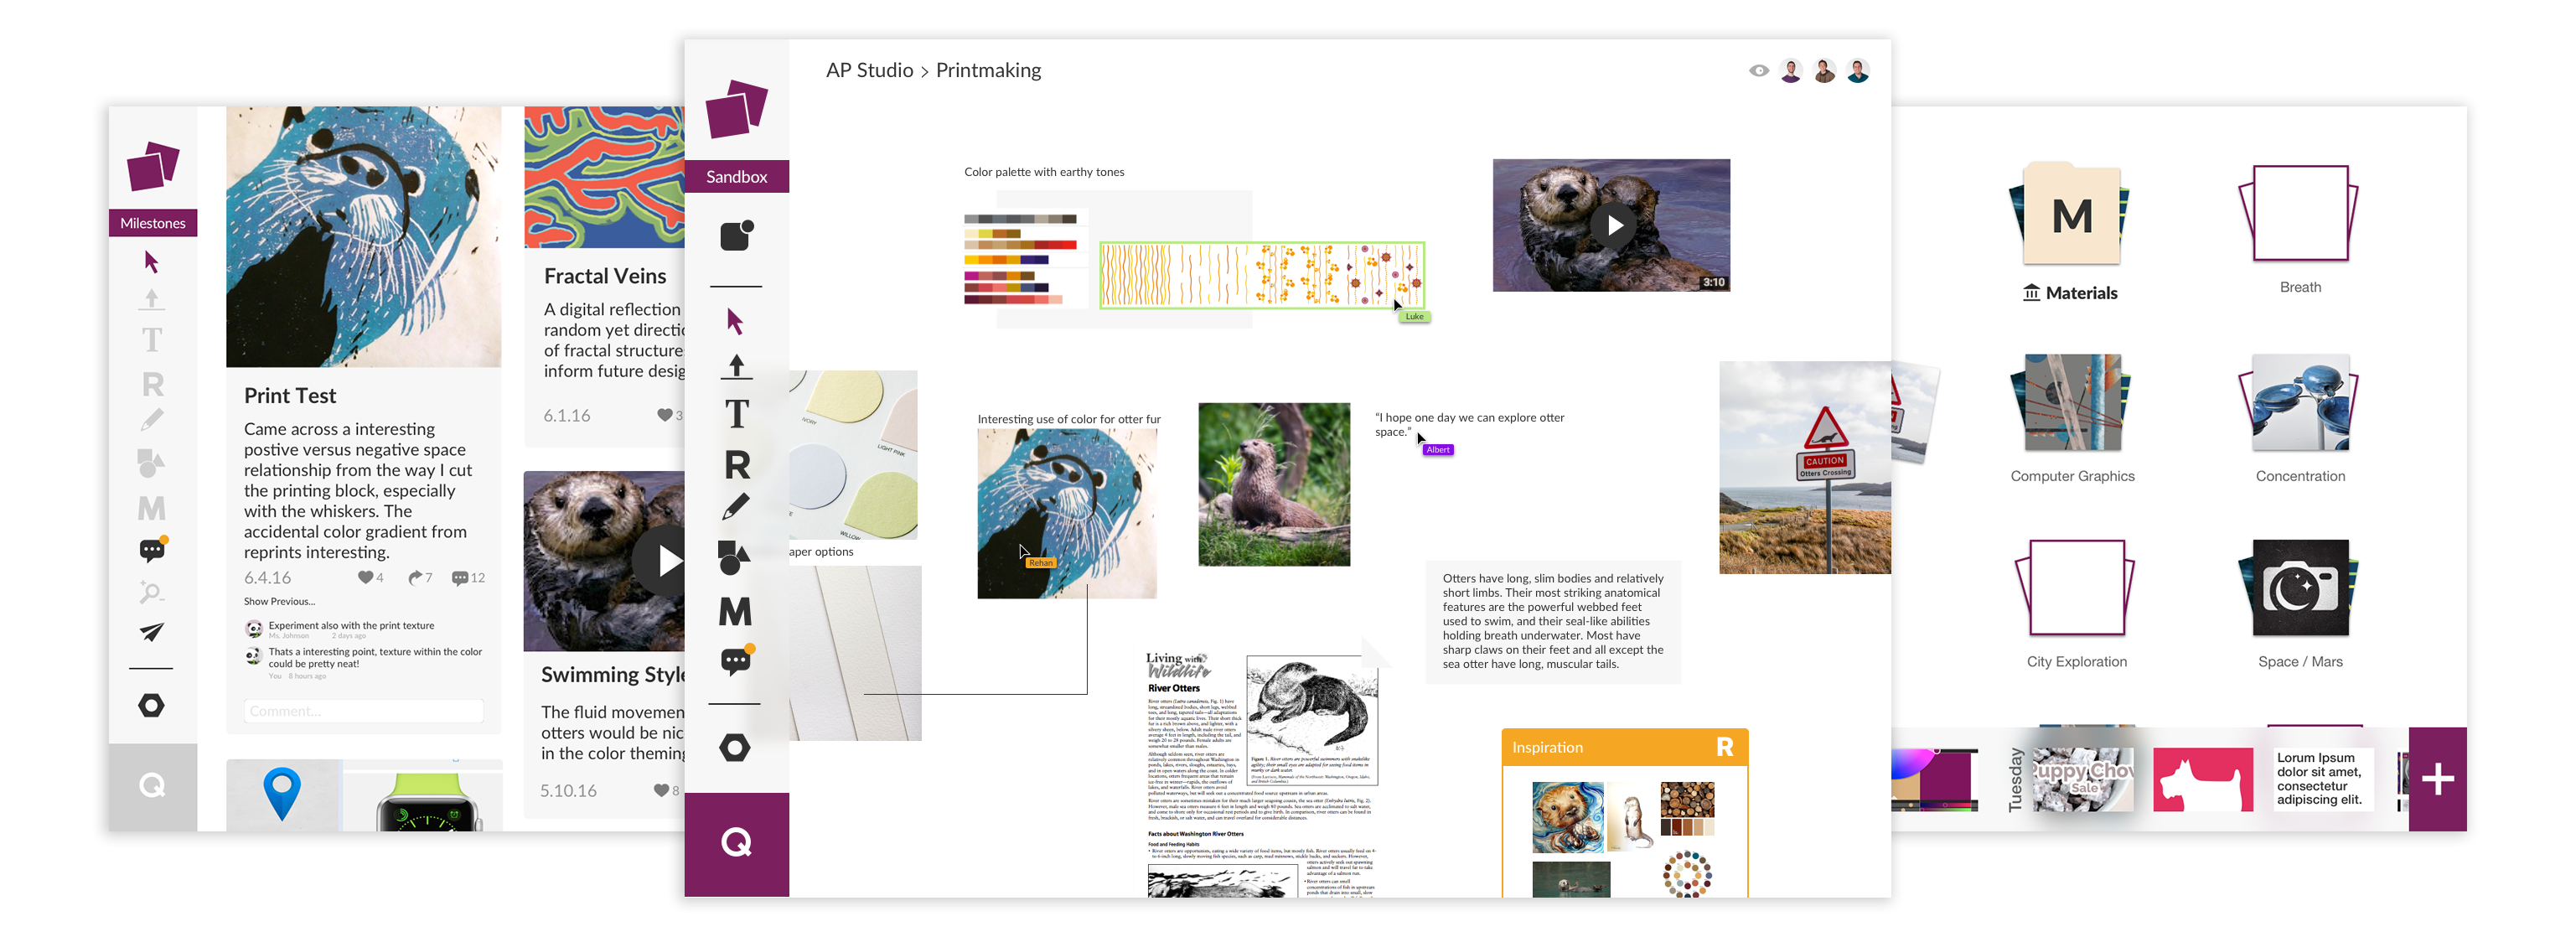 Milestones
T
R
M
Q
Print Test
Came across a interesting
postive versus negative space
relationship from the way I cut
the printing block, especially
with the whiskers. The
accidental color gradient from
reprints interesting.
6.4.16
4
7
12
Show Previous...
Experiment also with the print texture
Ms. Johnson 2 days ago
Thats a interesting point, texture within the color
could be pretty neat!
You 8 hours ago
Comment...
Fractal Veins
A digital reflection
random yet directi
of fractal structure
inform future desig
6.1.16
3
Swimming Style
The fluid movemen
otters would be nic
in the color theming
5.10.16
8
AP Studio > Printmaking
Sandbox
T
R
M
Q
Color palette with earthy tones
Luke
3:10
IVORY
LIGHT PINK
WILLOW
aper options
Interesting use of color for otter fur
Rehan
“I hope one day we can explore otter
space.”
Albert
CAUTION
Otters Crossing
Otters have long, slim bodies and relatively
short limbs. Their most striking anatomical
features are the powerful webbed feet
used to swim, and their seal-like abilities
holding breath underwater. Most have
sharp claws on their feet and all except the
sea otter have long, muscular tails.
Living with
Wildlife
River Otters
Facts about Washington River Otters
Food and Feeding Habits
Inspiration
R
M
Materials
Breath
Computer Graphics
Concentration
City Exploration
Space / Mars
Tuesday
Puppy Chow
Sale
Lorum Ipsum
dolor sit amet,
consectetur
adipiscing elit.
+